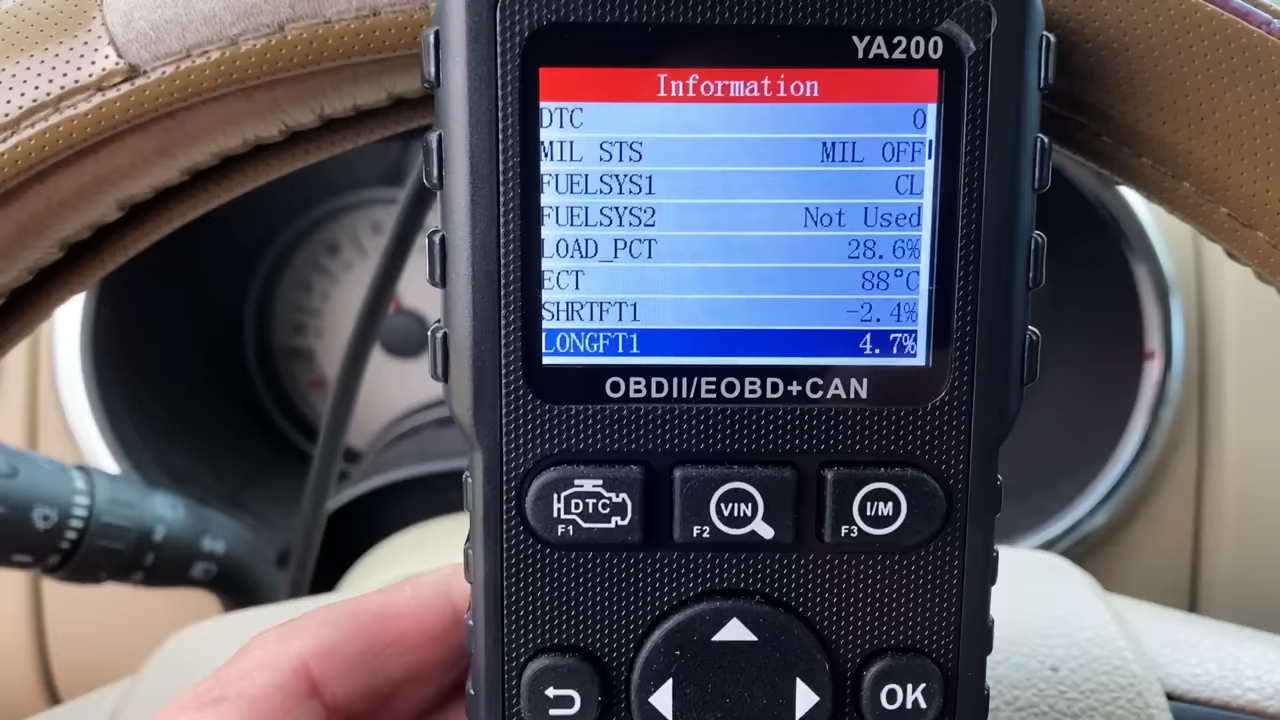 YA200
Information
DTC 0
MIL STS MIL OFF
FUELSYS1 CL
FUELSYS2 Not Used
LOAD_PCT 28.6%
ECT 88°C
SHRTFT1 -2.4%
LONGFT1 4.7%
OBDII/EOBD+CAN
DTC VIN I/M
F1 F2 F3
OK